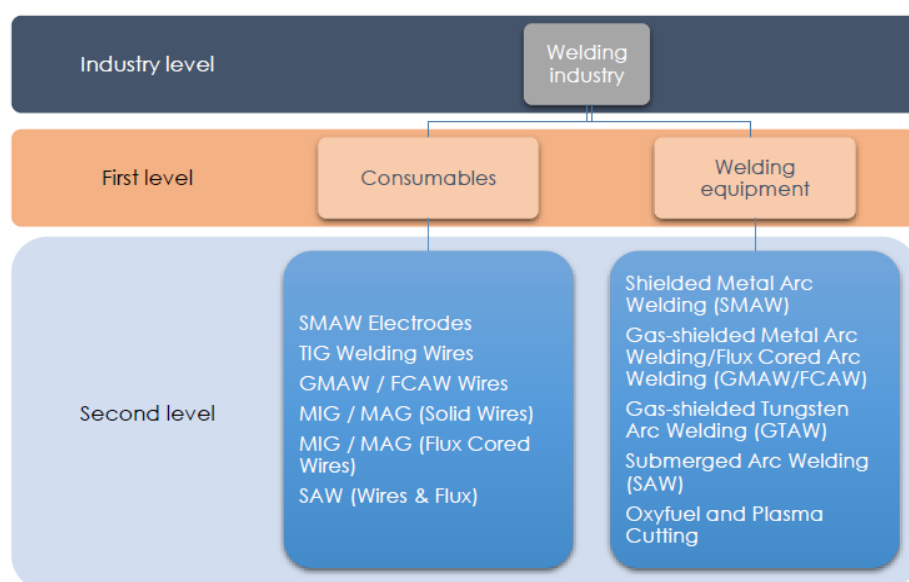 Industry level
Welding
industry
First level
Consumables
Welding
equipment
Second level
SMAW Electrodes
TIG Welding Wires
GMAW / FCAW Wires
MIG / MAG (Solid Wires)
MIG / MAG (Flux Cored
Wires)
SAW (Wires & Flux)
Shielded Metal Arc
Welding (SMAW)
Gas-shielded Metal Arc
Welding/Flux Cored Arc
Welding (GMAW/FCAW)
Gas-shielded Tungsten
Arc Welding (GTAW)
Submerged Arc Welding
(SAW)
Oxyfuel and Plasma
Cutting